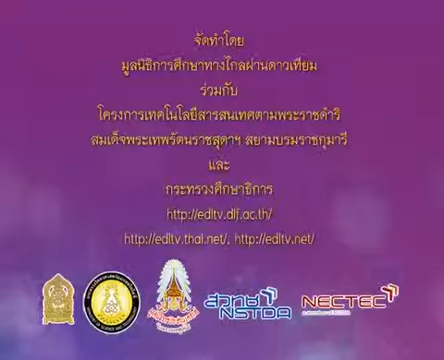 จัดทำโดย
มูลนิธิการศึกษาทางไกลผ่านดาวเทียม
ร่วมกับ
โครงการเทคโนโลยีสารสนเทศตามพระราชดำริ
สมเด็จพระเทพรัตนราชสุดาฯ สยามบรมราชกุมารี
และ
กระทรวงศึกษาธิการ
http://edltv.dlf.ac.th/
http://edltv.thai.net/, http://edltv.net/
สวทช NSTDA
NECTEC